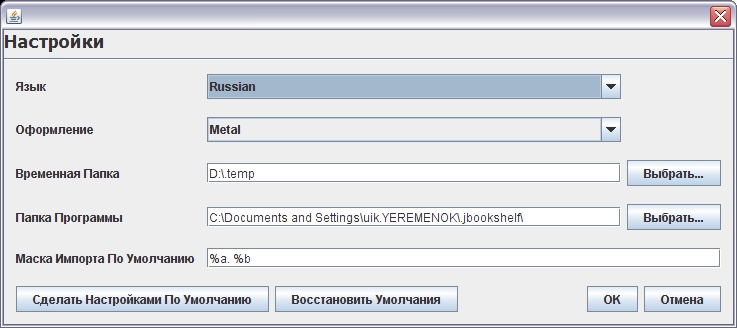 Настройки
Язык Russian
Оформление Metal
Временная Папка D:\.temp Выбрать...
Папка Программы C:\Documents and Settings\uik.YEREMENOK\.jbookshelf\ Выбрать...
Маска Импорта По Умолчанию %a. %b
Сделать Настройками По Умолчанию Восстановить Умолчания OK Отмена